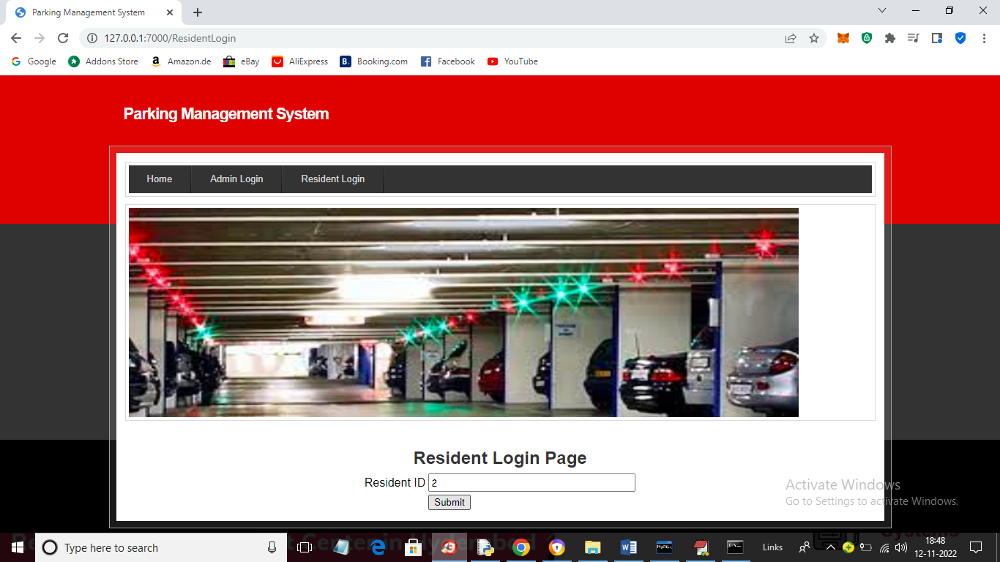 Parking Management System
127.0.0.1:7000/ResidentLogin
Google Addons Store Amazon.de eBay AliExpress Booking.com Facebook YouTube
Parking Management System
Home Admin Login Resident Login
Resident Login Page
Resident ID 2
Submit
Activate Windows
Go to Settings to activate Windows.
Type here to search
Links
18:48
12-11-2022